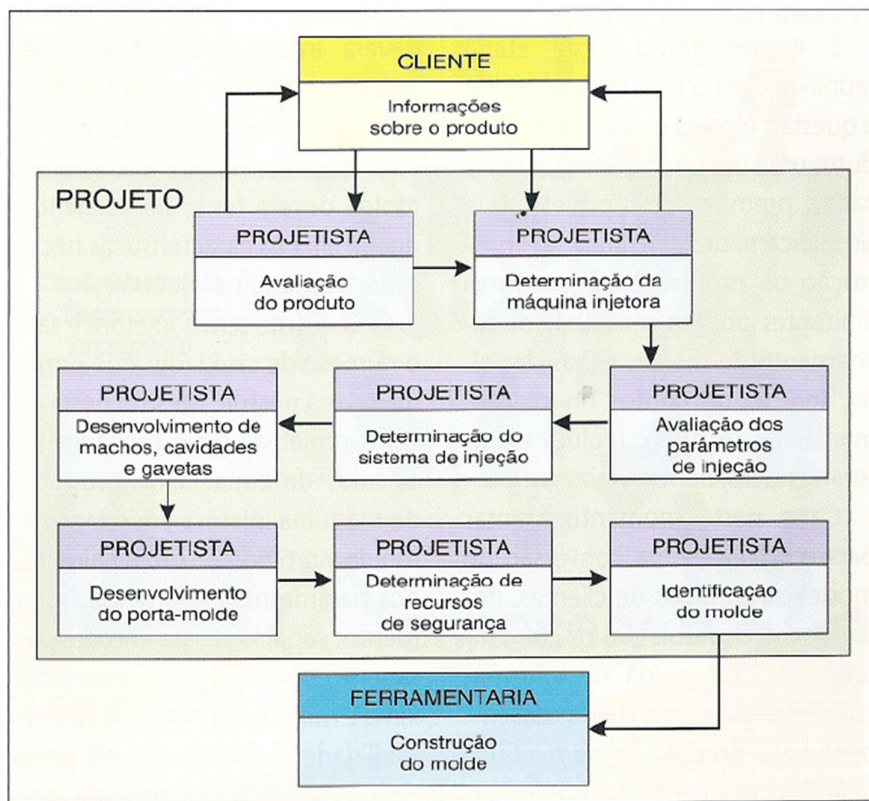 CLIENTE
Informações
sobre o produto
PROJETO
PROJETISTA
Avaliação
do produto
PROJETISTA
Determinação da
máquina injetora
PROJETISTA
Desenvolvimento de
machos, cavidades
e gavetas
PROJETISTA
Determinação do
sistema de injeção
PROJETISTA
Avaliação dos
parâmetros
de injeção
PROJETISTA
Desenvolvimento
do porta-molde
PROJETISTA
Determinação de
recursos
de segurança
PROJETISTA
Identificação
do molde
FERRAMENTARIA
Construção
do molde